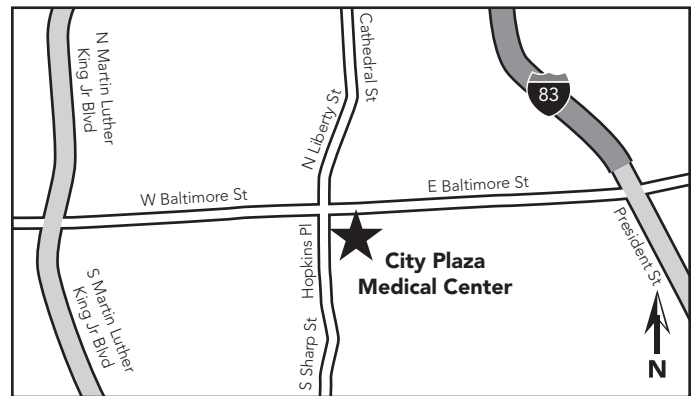 N Martin Luther
King Jr Blvd
Cathedral St
83
N Liberty St
W Baltimore St
E Baltimore St
Hopkins Pl
City Plaza
Medical Center
President St
S Martin Luther
King Jr Blvd
S Sharp St
N